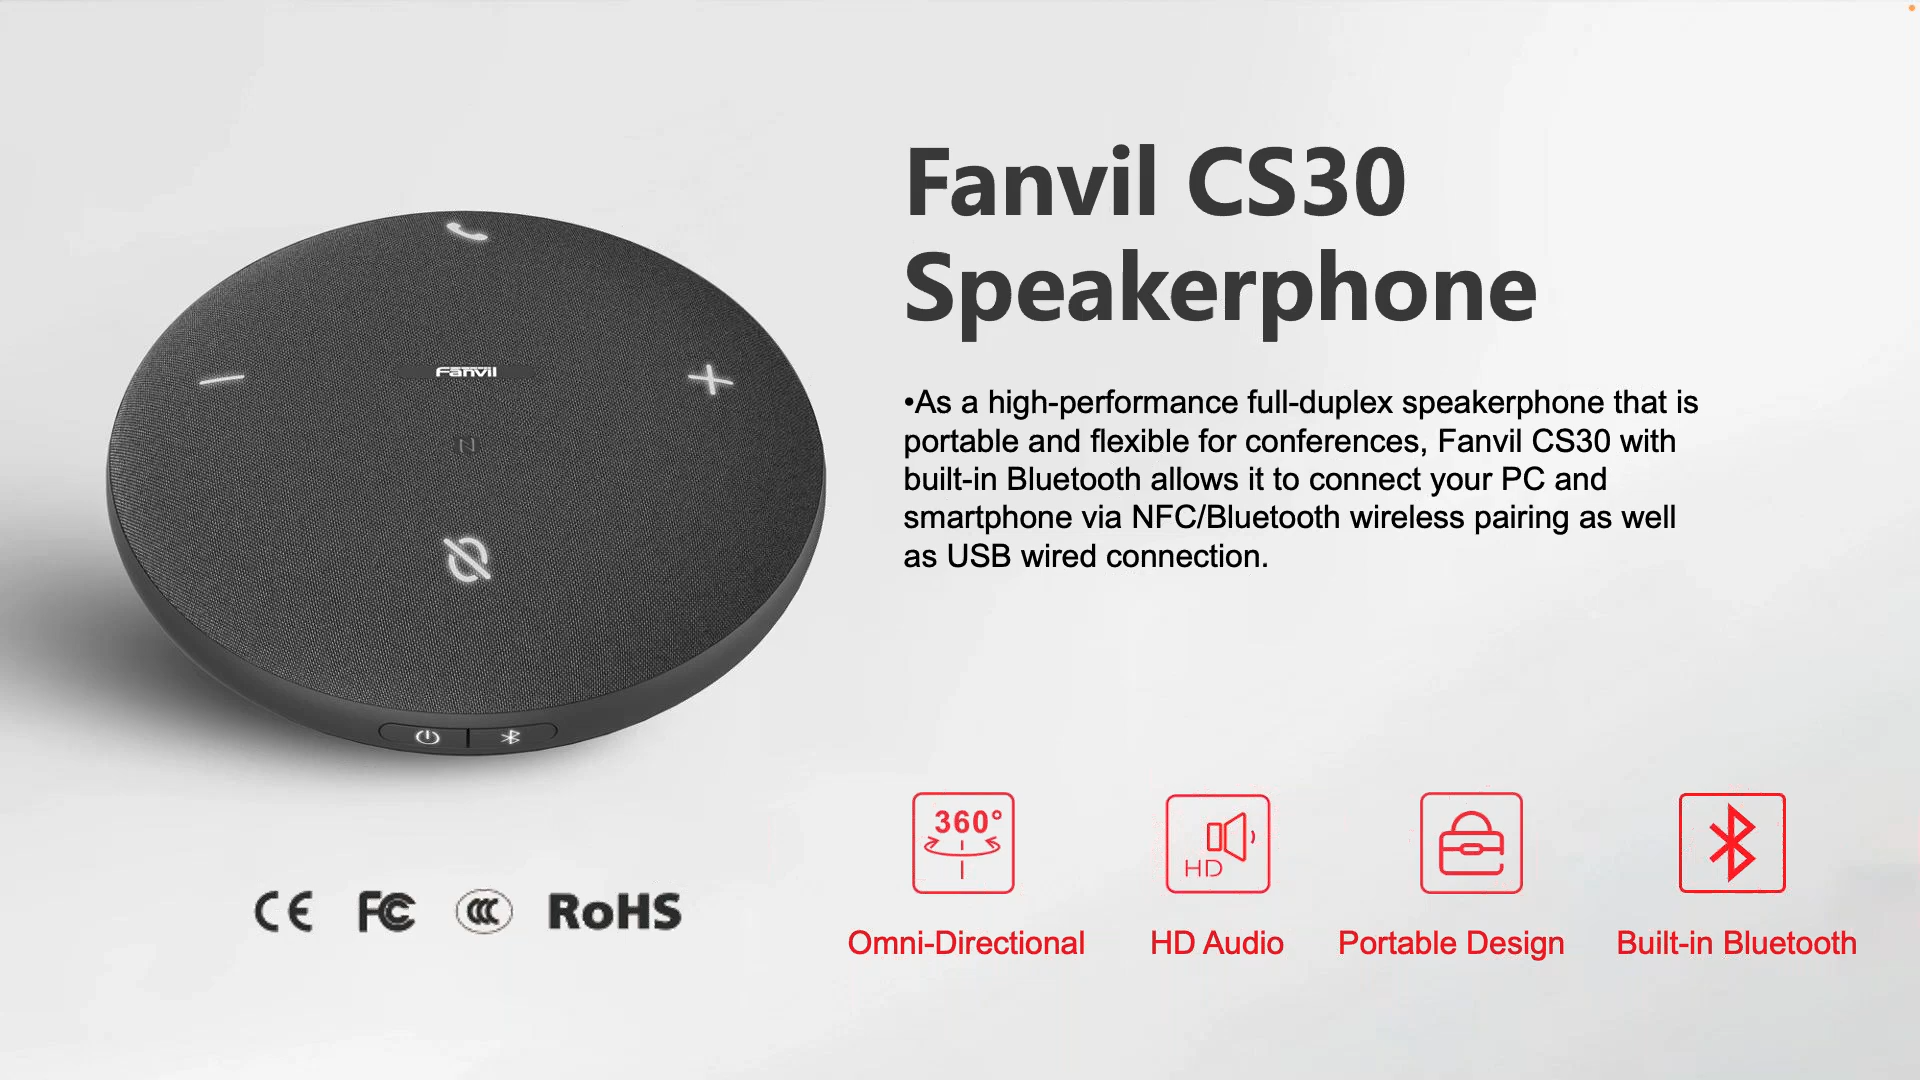 Fanvil CS30
Speakerphone
•As a high-performance full-duplex speakerphone that is
portable and flexible for conferences, Fanvil CS30 with
built-in Bluetooth allows it to connect your PC and
smartphone via NFC/Bluetooth wireless pairing as well
as USB wired connection.
Fanvil
N
360°
HD
Omni-Directional
HD Audio
Portable Design
Built-in Bluetooth
CE
FC
CCC
RoHS